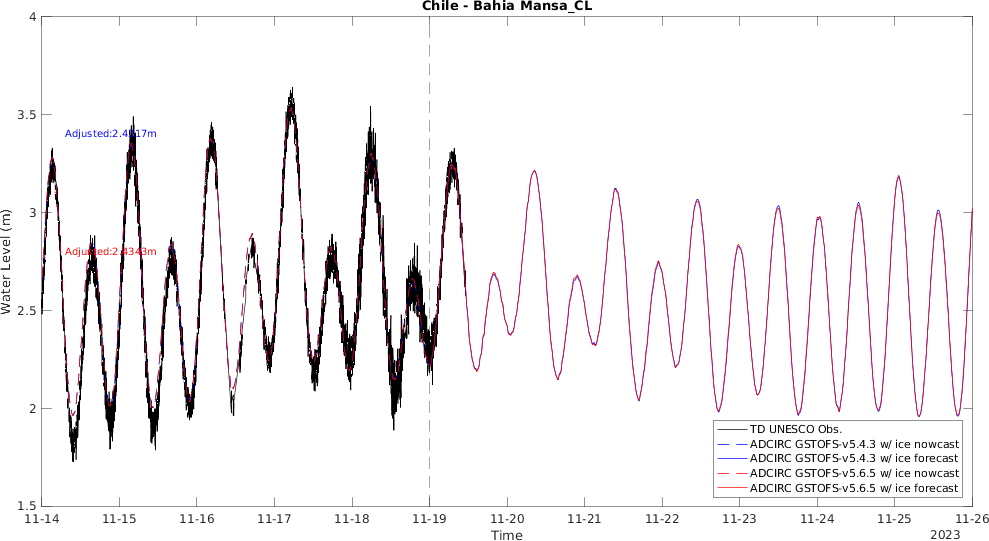 Chile - Bahia Mansa_CL
4
3.5
3
2.5
2
1.5
Water Level (m)
Adjusted:2.4517m
Adjusted:2.4343m
TD UNESCO Obs.
ADCIRC GSTOFS-v5.4.3 w/ ice nowcast
ADCIRC GSTOFS-v5.4.3 w/ ice forecast
ADCIRC GSTOFS-v5.6.5 w/ ice nowcast
ADCIRC GSTOFS-v5.6.5 w/ ice forecast
11-14 11-15 11-16 11-17 11-18 11-19 11-20 11-21 11-22 11-23 11-24 11-25 11-26
Time
2023